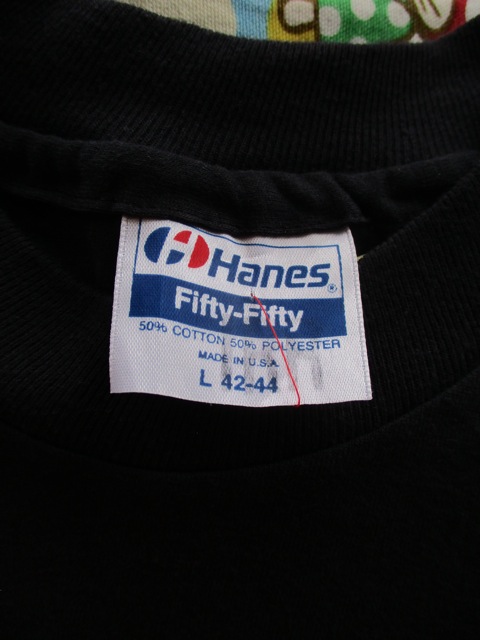 Hanes®
Fifty-Fifty
50% COTTON 50% POLYESTER
MADE IN U.S.A.
L 42-44